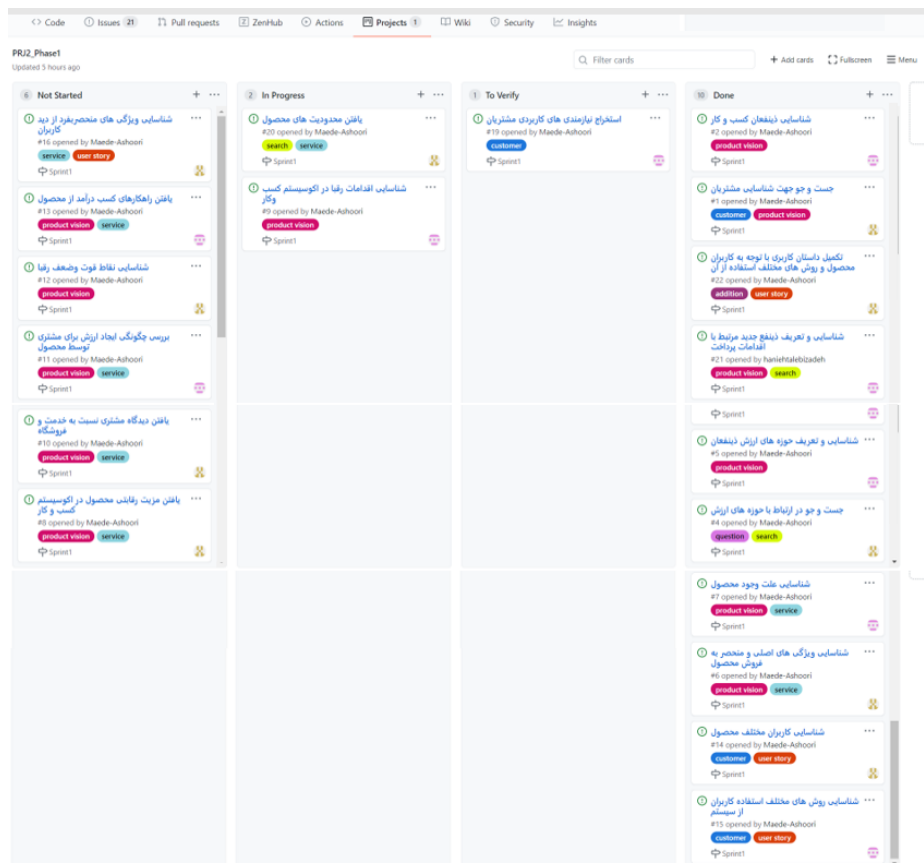 Code
Issues 21
Pull requests
ZenHub
Actions
Projects 1
Wiki
Security
Insights
PRJ2_Phase1
Updated 5 hours ago
Filter cards
+ Add cards
Fullscreen
Menu
6 Not Started
شناسایی ویژگی های منحصربفرد از دید
کاربران
#16 opened by Maede-Ashoori
service user story
Sprint1
یافتن راهکارهای کسب درآمد از محصول
#13 opened by Maede-Ashoori
product vision service
Sprint1
شناسایی نقاط قوت وضعف رقبا
#12 opened by Maede-Ashoori
product vision
Sprint1
بررسی چگونگی ایجاد ارزش برای مشتری
توسط محصول
#11 opened by Maede-Ashoori
product vision service
Sprint1
یافتن دیدگاه مشتری نسبت به خدمت و
فروشگاه
#10 opened by Maede-Ashoori
product vision service
Sprint1
یافتن مزیت رقابتی محصول در اکوسیستم
کسب و کار
#8 opened by Maede-Ashoori
product vision service
Sprint1
2 In Progress
یافتن محدودیت های محصول
#20 opened by Maede-Ashoori
search service
Sprint1
شناسایی اقدامات رقبا در اکوسیستم کسب
وکار
#9 opened by Maede-Ashoori
product vision
Sprint1
1 To Verify
استخراج نیازمندی های کاربردی مشتریان
#19 opened by Maede-Ashoori
customer
Sprint1
10 Done
شناسایی ذینفعان کسب و کار
#2 opened by Maede-Ashoori
product vision
Sprint1
جست و جو جهت شناسایی مشتریان
#1 opened by Maede-Ashoori
customer product vision
Sprint1
تکمیل داستان کاربری با توجه به کاربران
محصول و روش های مختلف استفاده از آن
#22 opened by Maede-Ashoori
addition user story
Sprint1
شناسایی و تعریف ذینفع جدید مرتبط با
اقدامات پرداخت
#21 opened by haniehtalebizadeh
product vision search
Sprint1
Sprint1
شناسایی و تعریف حوزه های ارزش ذینفعان
#5 opened by Maede-Ashoori
product vision
Sprint1
جست و جو در ارتباط با حوزه های ارزش
#4 opened by Maede-Ashoori
question search
Sprint1
شناسایی علت وجود محصول
#7 opened by Maede-Ashoori
product vision service
Sprint1
شناسایی ویژگی های اصلی و منحصر به
فروش محصول
#6 opened by Maede-Ashoori
product vision service
Sprint1
شناسایی کاربران مختلف محصول
#14 opened by Maede-Ashoori
customer user story
Sprint1
شناسایی روش های مختلف استفاده کاربران
از سیستم
#15 opened by Maede-Ashoori
customer user story
Sprint1